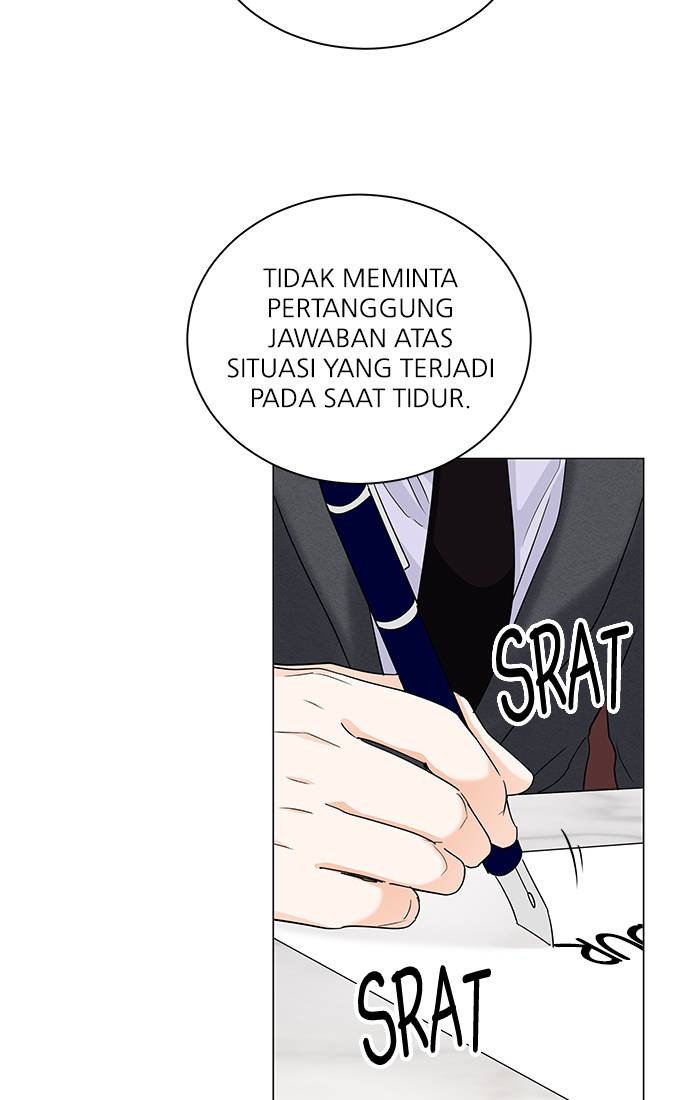 TIDAK MEMINTA
PERTANGGUNG
JAWABAN ATAS
SITUASI YANG TERJADI
PADA SAAT TIDUR.
SRAT
SRAT